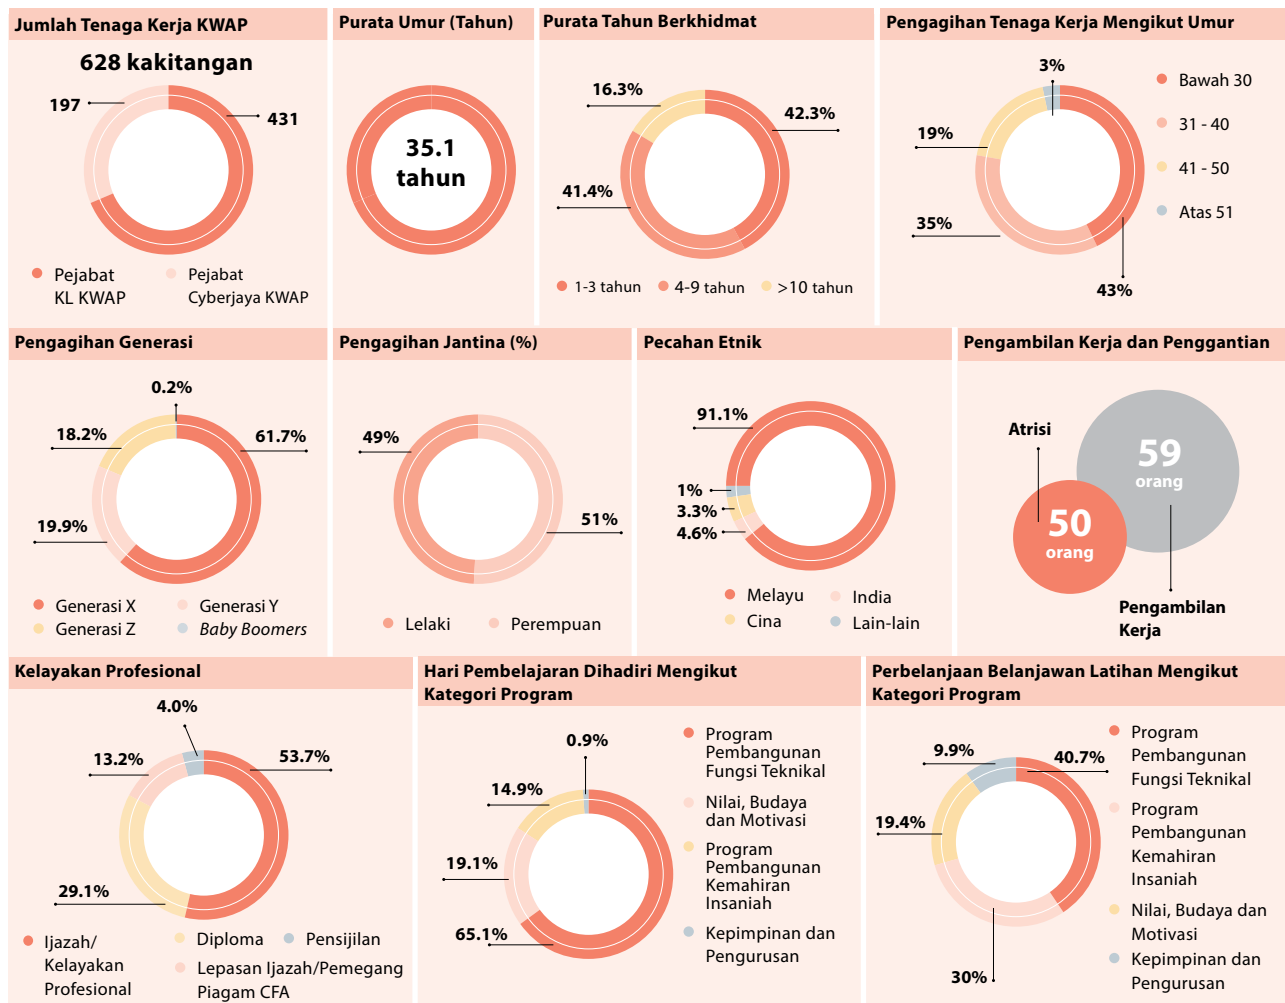 Jumlah Tenaga Kerja KWAP
628 kakitangan
197
431
Pejabat
KL KWAP
Pejabat
Cyberjaya KWAP
Purata Umur (Tahun)
35.1
tahun
Purata Tahun Berkhidmat
16.3%
42.3%
41.4%
1-3 tahun
4-9 tahun
>10 tahun
Pengagihan Tenaga Kerja Mengikut Umur
3%
19%
35%
43%
Bawah 30
31 - 40
41 - 50
Atas 51
Pengagihan Generasi
0.2%
18.2%
61.7%
19.9%
Generasi X
Generasi Y
Generasi Z
Baby Boomers
Pengagihan Jantina (%)
49%
51%
Lelaki
Perempuan
Pecahan Etnik
91.1%
1%
3.3%
4.6%
Melayu
India
Cina
Lain-lain
Pengambilan Kerja dan Penggantian
Atrisi
59
orang
50
orang
Pengambilan
Kerja
Kelayakan Profesional
4.0%
13.2%
53.7%
29.1%
Ijazah/
Kelayakan
Profesional
Diploma
Pensijilan
Lepasan Ijazah/Pemegang
Piagam CFA
Hari Pembelajaran Dihadiri Mengikut
Kategori Program
0.9%
14.9%
19.1%
65.1%
Program
Pembangunan
Fungsi Teknikal
Nilai, Budaya
dan Motivasi
Program
Pembangunan
Kemahiran
Insaniah
Kepimpinan dan
Pengurusan
Perbelanjaan Belanjawan Latihan Mengikut
Kategori Program
9.9%
40.7%
19.4%
30%
Program
Pembangunan
Fungsi Teknikal
Program
Pembangunan
Kemahiran
Insaniah
Nilai, Budaya dan
Motivasi
Kepimpinan dan
Pengurusan